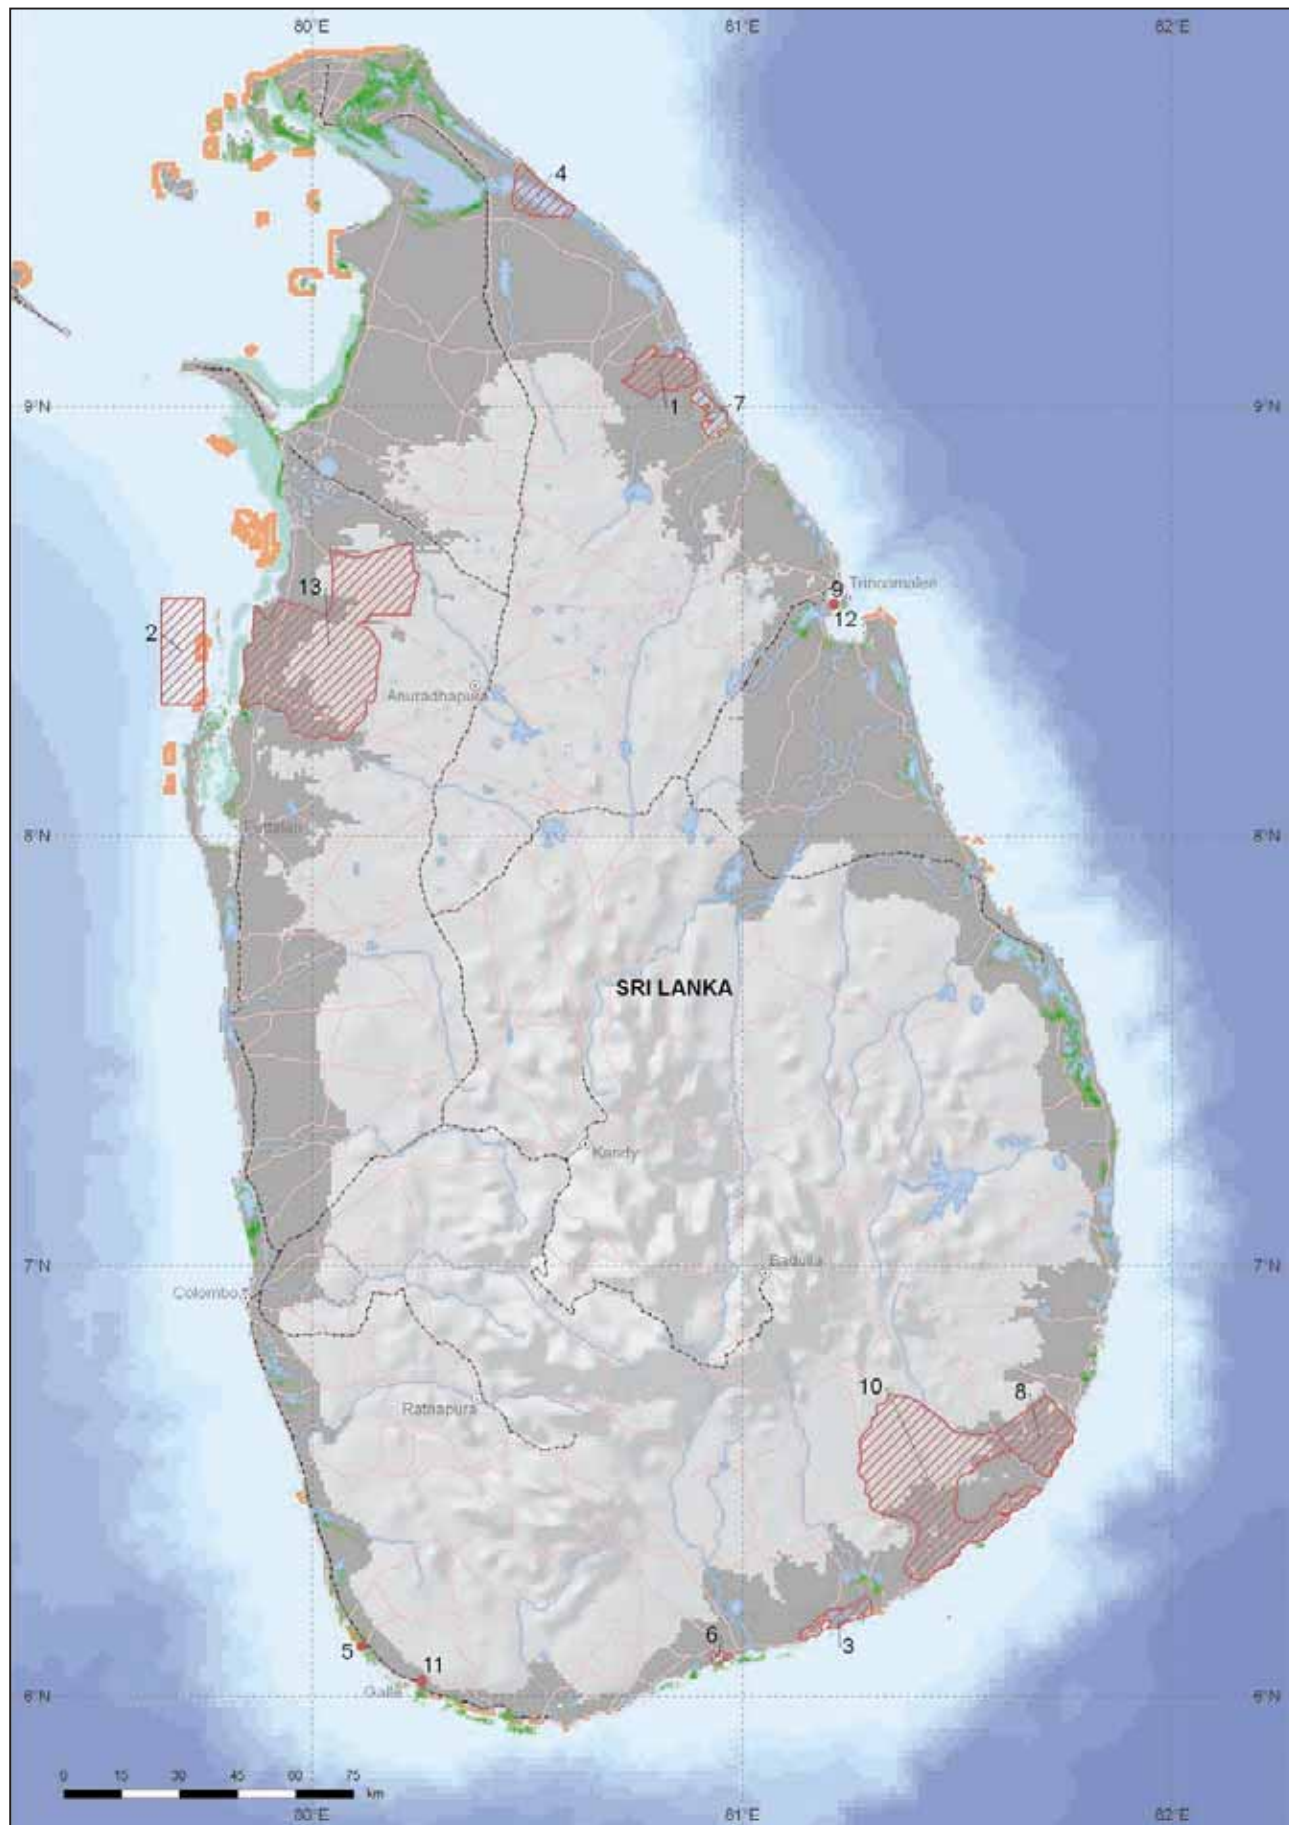 80°E 81°E 82°E
4
9°N 1 7 9°N
13
9 Trincomalee
2 12
Anuradhapura
Puttalam
8°N 8°N
SRI LANKA
Kandy
7°N Badulla 7°N
Colombo
10 8
Ratnapura
6 3
5
11
Galle
6°N 6°N
0 15 30 45 60 75
km
80°E 81°E 82°E